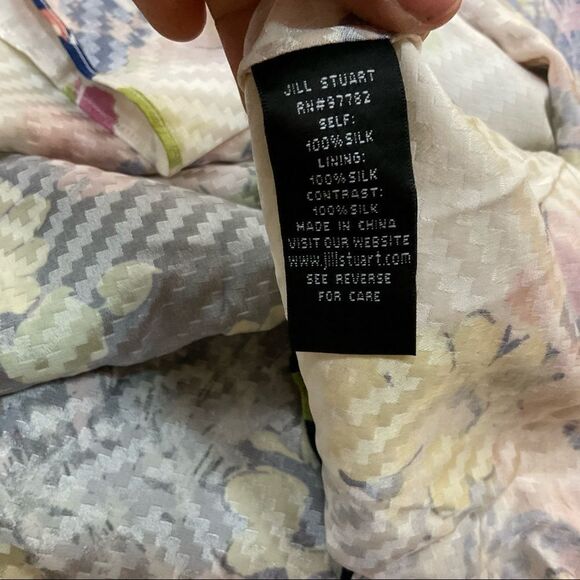 JILL STUART
RN#97782
SELF:
100%SILK
LINING:
100%SILK
CONTRAST:
100%SILK
MADE IN CHINA
VISIT OUR WEBSITE
www.jillstuart.com
SEE REVERSE
FOR CARE